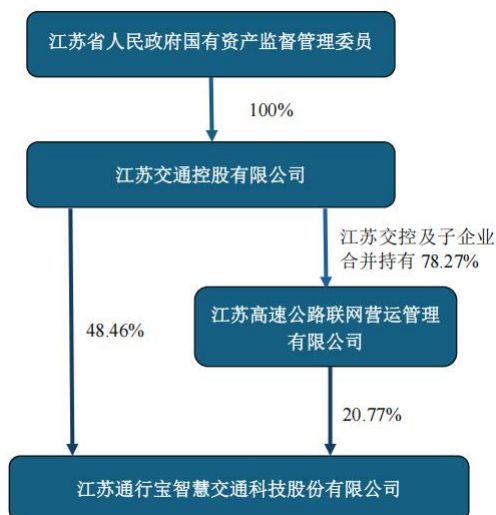 江苏省人民政府国有资产监督管理委员
100%
江苏交通控股有限公司
江苏交控及子企业
合并持有 78.27%
48.46%
江苏高速公路联网营运管理
有限公司
20.77%
江苏通行宝智慧交通科技股份有限公司